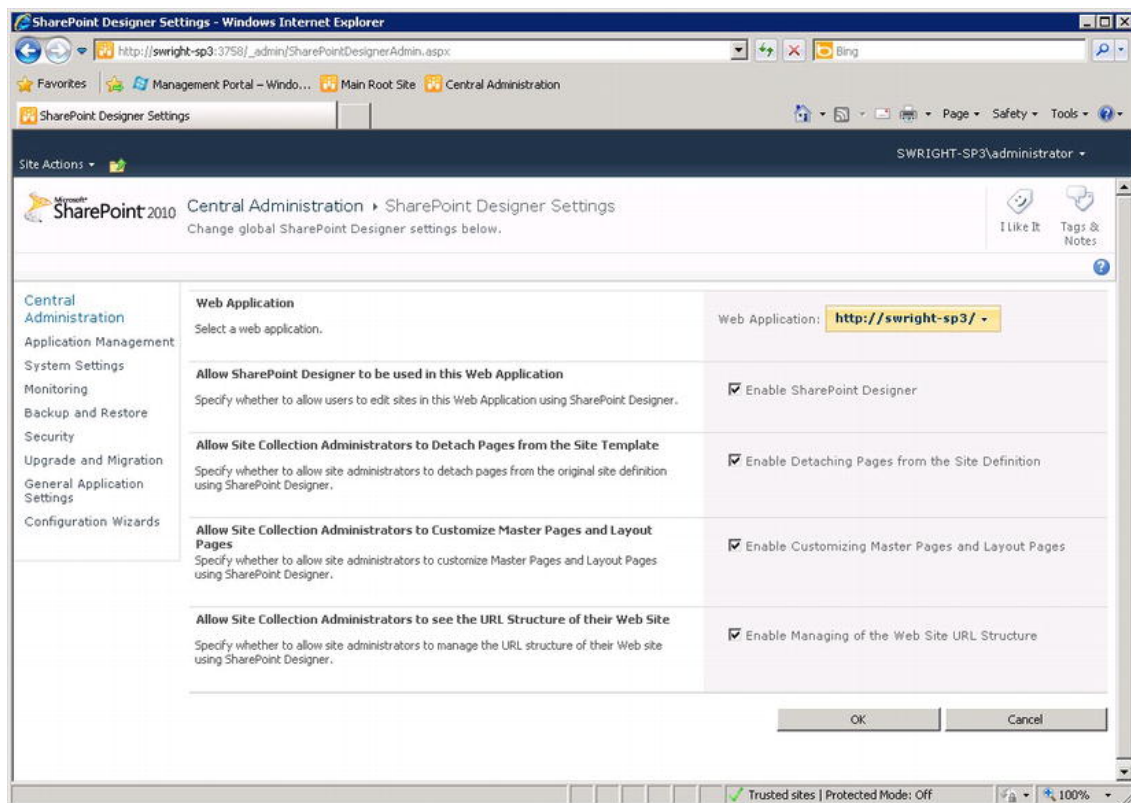 SharePoint Designer Settings - Windows Internet Explorer
http://swright-sp3:3758/_admin/SharePointDesignerAdmin.aspx
Bing
Favorites
Management Portal – Windo...
Main Root Site
Central Administration
SharePoint Designer Settings
Page
Safety
Tools
Site Actions
SWRIGHT-SP3\administrator
Microsoft
SharePoint 2010
Central Administration ▸ SharePoint Designer Settings
Change global SharePoint Designer settings below.
I Like It
Tags &
Notes
Central
Administration
Application Management
System Settings
Monitoring
Backup and Restore
Security
Upgrade and Migration
General Application
Settings
Configuration Wizards
Web Application
Select a web application.
Web Application: http://swright-sp3/
Allow SharePoint Designer to be used in this Web Application
Specify whether to allow users to edit sites in this Web Application using SharePoint Designer.
Enable SharePoint Designer
Allow Site Collection Administrators to Detach Pages from the Site Template
Specify whether to allow site administrators to detach pages from the original site definition
using SharePoint Designer.
Enable Detaching Pages from the Site Definition
Allow Site Collection Administrators to Customize Master Pages and Layout
Pages
Specify whether to allow site administrators to customize Master Pages and Layout Pages
using SharePoint Designer.
Enable Customizing Master Pages and Layout Pages
Allow Site Collection Administrators to see the URL Structure of their Web Site
Specify whether to allow site administrators to manage the URL structure of their Web site
using SharePoint Designer.
Enable Managing of the Web Site URL Structure
OK
Cancel
Trusted sites | Protected Mode: Off
100%